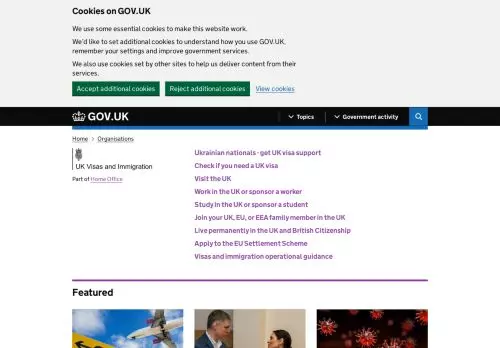 Cookies on GOV.UK
We use some essential cookies to make this website work.
We'd like to set additional cookies to understand how you use GOV.UK,
remember your settings and improve government services.
We also use cookies set by other sites to help us deliver content from their
services.
Accept additional cookies Reject additional cookies View cookies
GOV.UK Topics Government activity
Home > Organisations
UK Visas and Immigration
Part of Home Office
Ukrainian nationals - get UK visa support
Check if you need a UK visa
Visit the UK
Work in the UK or sponsor a worker
Study in the UK or sponsor a student
Join your UK, EU, or EEA family member in the UK
Live permanently in the UK and British Citizenship
Apply to the EU Settlement Scheme
Visas and immigration operational guidance
Featured